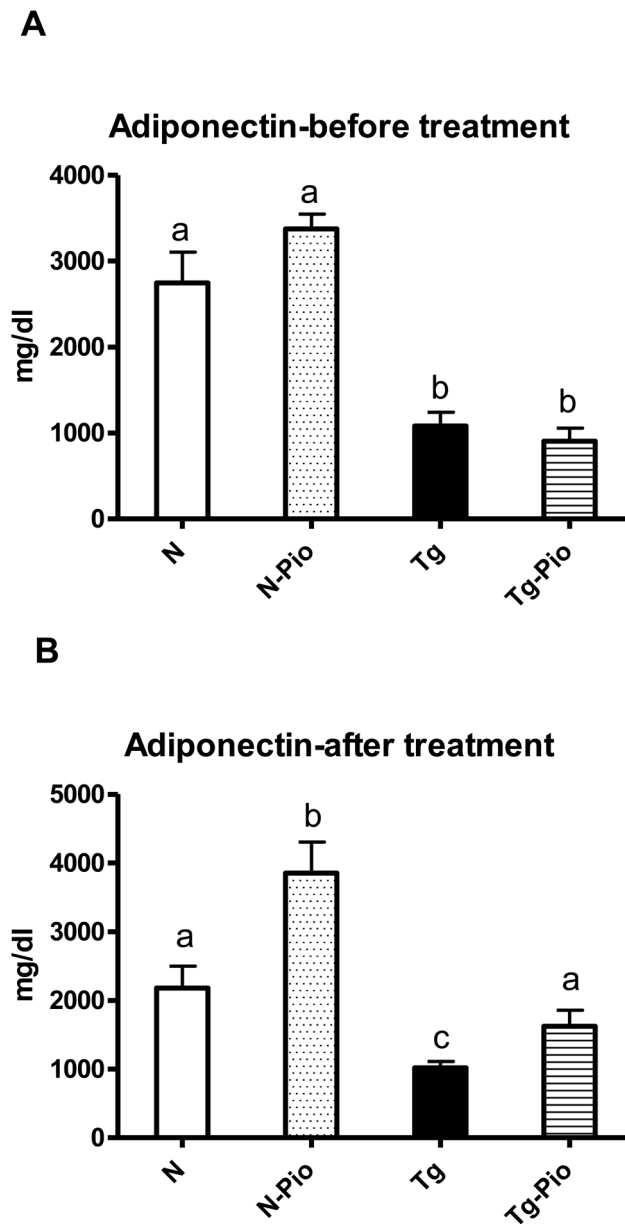 A
Adiponectin-before treatment
4000
3000
2000
1000
0
mg/dl
a
a
b
b
N
N-Pio
Tg
Tg-Pio
B
Adiponectin-after treatment
5000
4000
3000
2000
1000
0
mg/dl
a
b
c
a
N
N-Pio
Tg
Tg-Pio